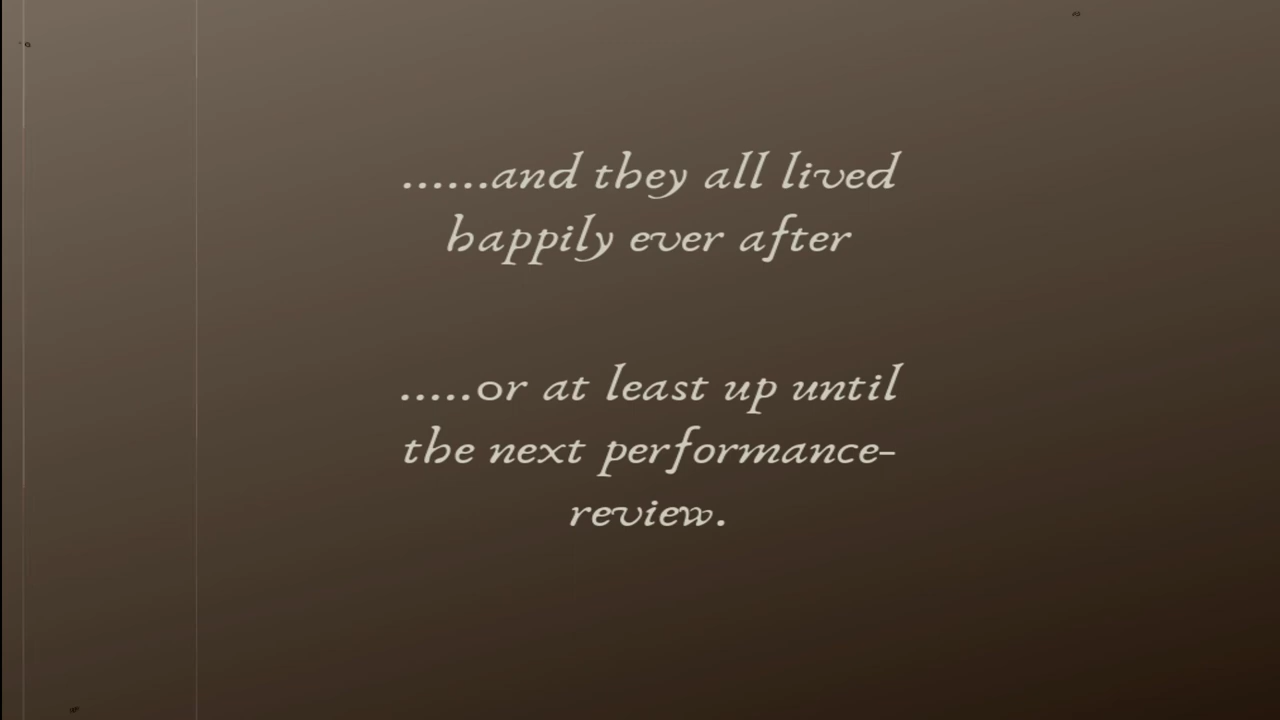 ......and they all lived
happily ever after
.....or at least up until
the next performance-
review.